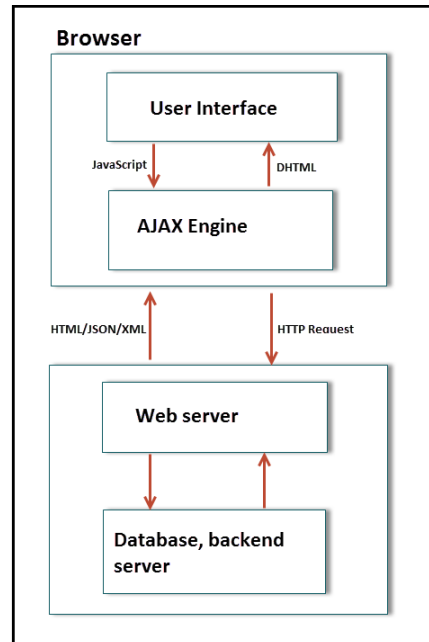 Browser
User Interface
JavaScript
DHTML
AJAX Engine
HTML/JSON/XML
HTTP Request
Web server
Database, backend
server